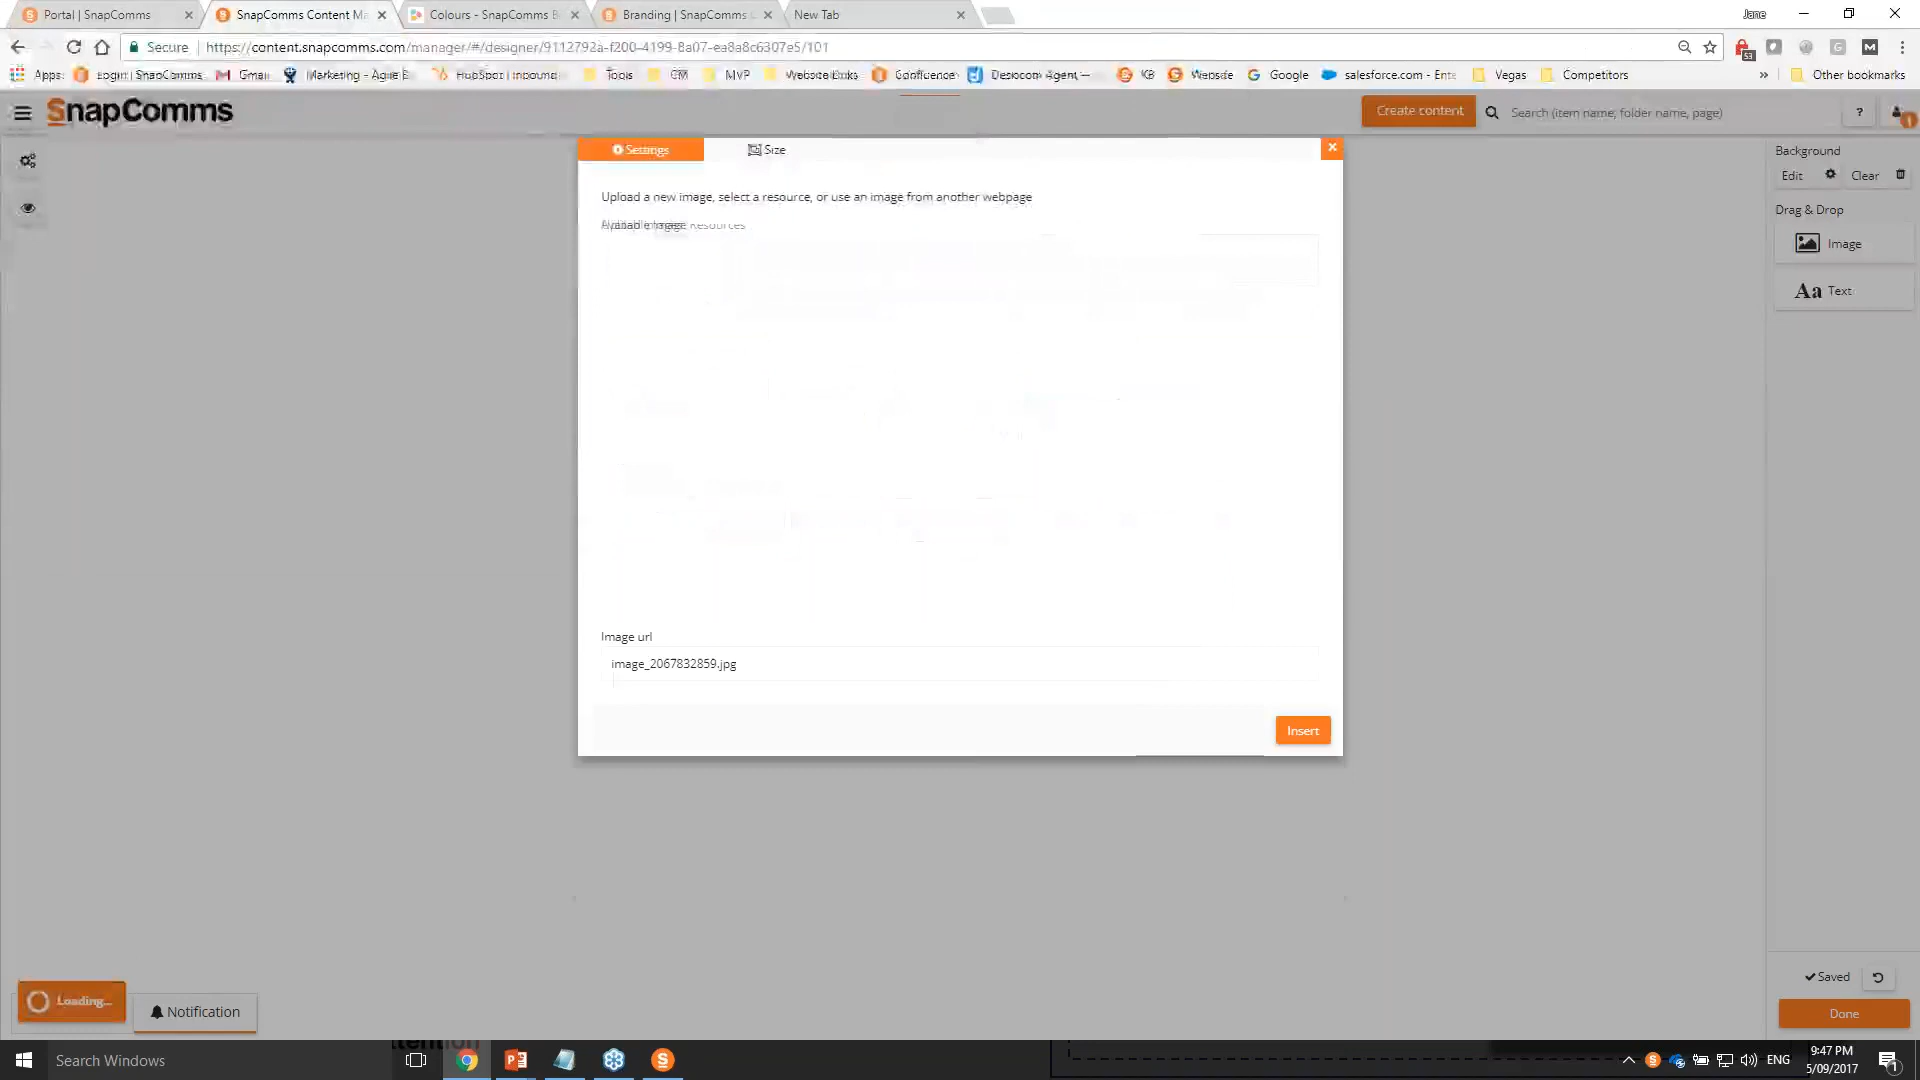 Portal | SnapComms
SnapComms Content Ma
Colours - SnapComms B
Branding | SnapComms
New Tab
Jane
Secure
https://content.snapcomms.com/manager/#/designer/9112792a-f200-4199-8a07-ea8a8c6307e5/101
53
Apps
Login | SnapComms
Gmail
Marketing - Agile B
HubSpot | Inbound
Tools
CM
MVP
Website Links
Confluence
KB
Website
Google
salesforce.com - Ente
Vegas
Competitors
»
Other bookmarks
SnapComms
Create content
Search (item name, folder name, page)
?
Settings
Size
×
Background
Edit
Clear
Upload a new image, select a resource, or use an image from another webpage
Resources
Drag & Drop
Image
Aa Text
Image url
image_2067832859.jpg
Insert
Saved
Loading...
Notification
Done
Search Windows
ENG
9:47 PM
5/09/2017
1